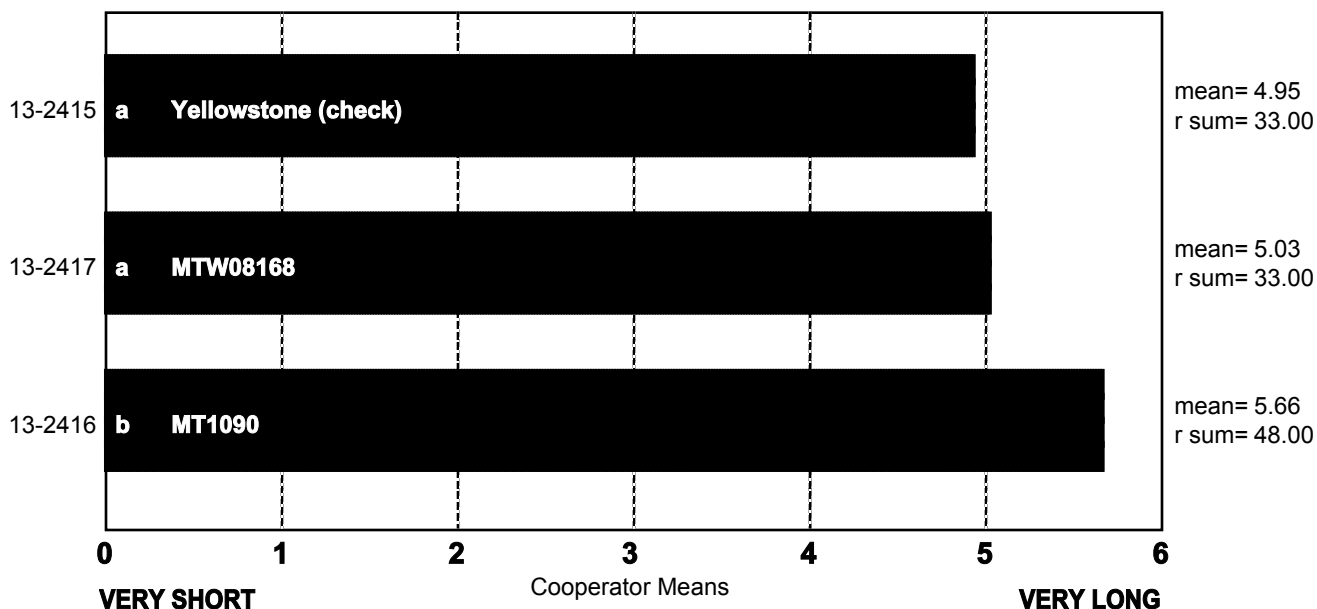 mean= 4.95
13-2415 a Yellowstone (check)
r sum= 33.00
mean= 5.03
13-2417 a MTW08168
r sum= 33.00
mean= 5.66
13-2416 b MT1090
r sum= 48.00
0 1 2 3 4 5 6
VERY SHORT Cooperator Means VERY LONG